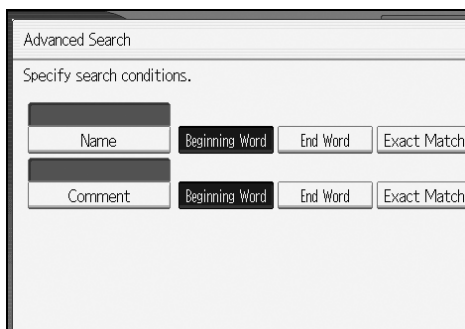 Advanced Search
Specify search conditions.
Name Beginning Word End Word Exact Match
Comment Beginning Word End Word Exact Match